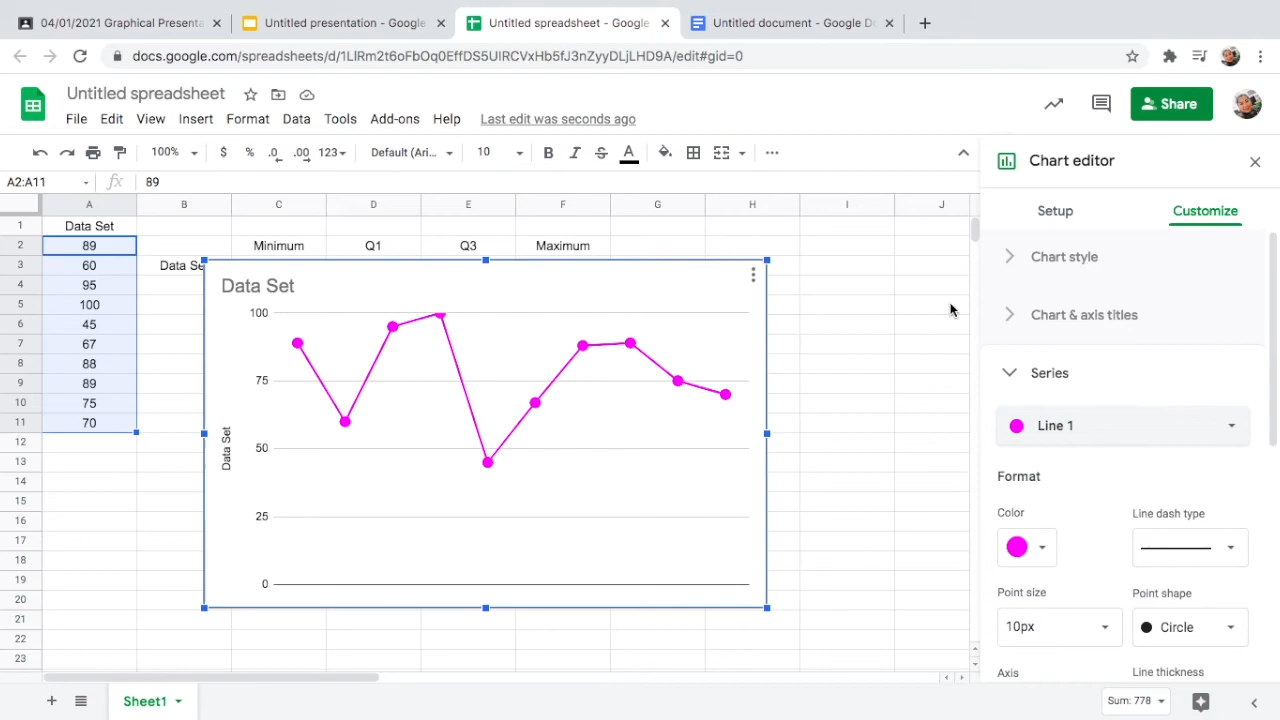 04/01/2021 Graphical Presenta
Untitled presentation - Google
Untitled spreadsheet - Google
Untitled document - Google Do
docs.google.com/spreadsheets/d/1LlRm2t6oFbOq0EffDS5UIRCVxHb5fJ3nZyyDLjLHD9A/edit#gid=0
Untitled spreadsheet
Share
File Edit View Insert Format Data Tools Add-ons Help Last edit was seconds ago
100% $ % .0 .00 123 Default (Ari... 10 B I S A
Chart editor
A2:A11 fx 89
Setup Customize
A B C D E F G H I J
1 Data Set
2 89 Minimum Q1 Q3 Maximum
3 60 Data Se
4 95
5 100
6 45
7 67
8 88
9 89
10 75
11 70
12
13
14
15
16
17
18
19
20
21
22
23
Data Set
100
75
50
25
0
Data Set
Chart style
Chart & axis titles
Series
Line 1
Format
Color Line dash type
Point size Point shape
10px Circle
Axis Line thickness
Sheet1
Sum: 778